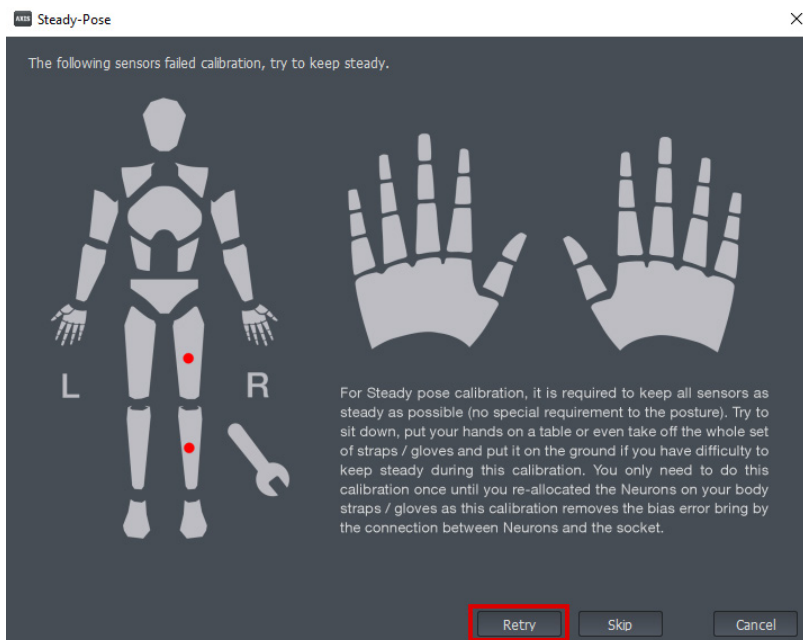 AXIS Steady-Pose
The following sensors failed calibration, try to keep steady.
L
R
For Steady pose calibration, it is required to keep all sensors as
steady as possible (no special requirement to the posture). Try to
sit down, put your hands on a table or even take off the whole set
of straps / gloves and put it on the ground if you have difficulty to
keep steady during this calibration. You only need to do this
calibration once until you re-allocated the Neurons on your body
straps / gloves as this calibration removes the bias error bring by
the connection between Neurons and the socket.
Retry
Skip
Cancel